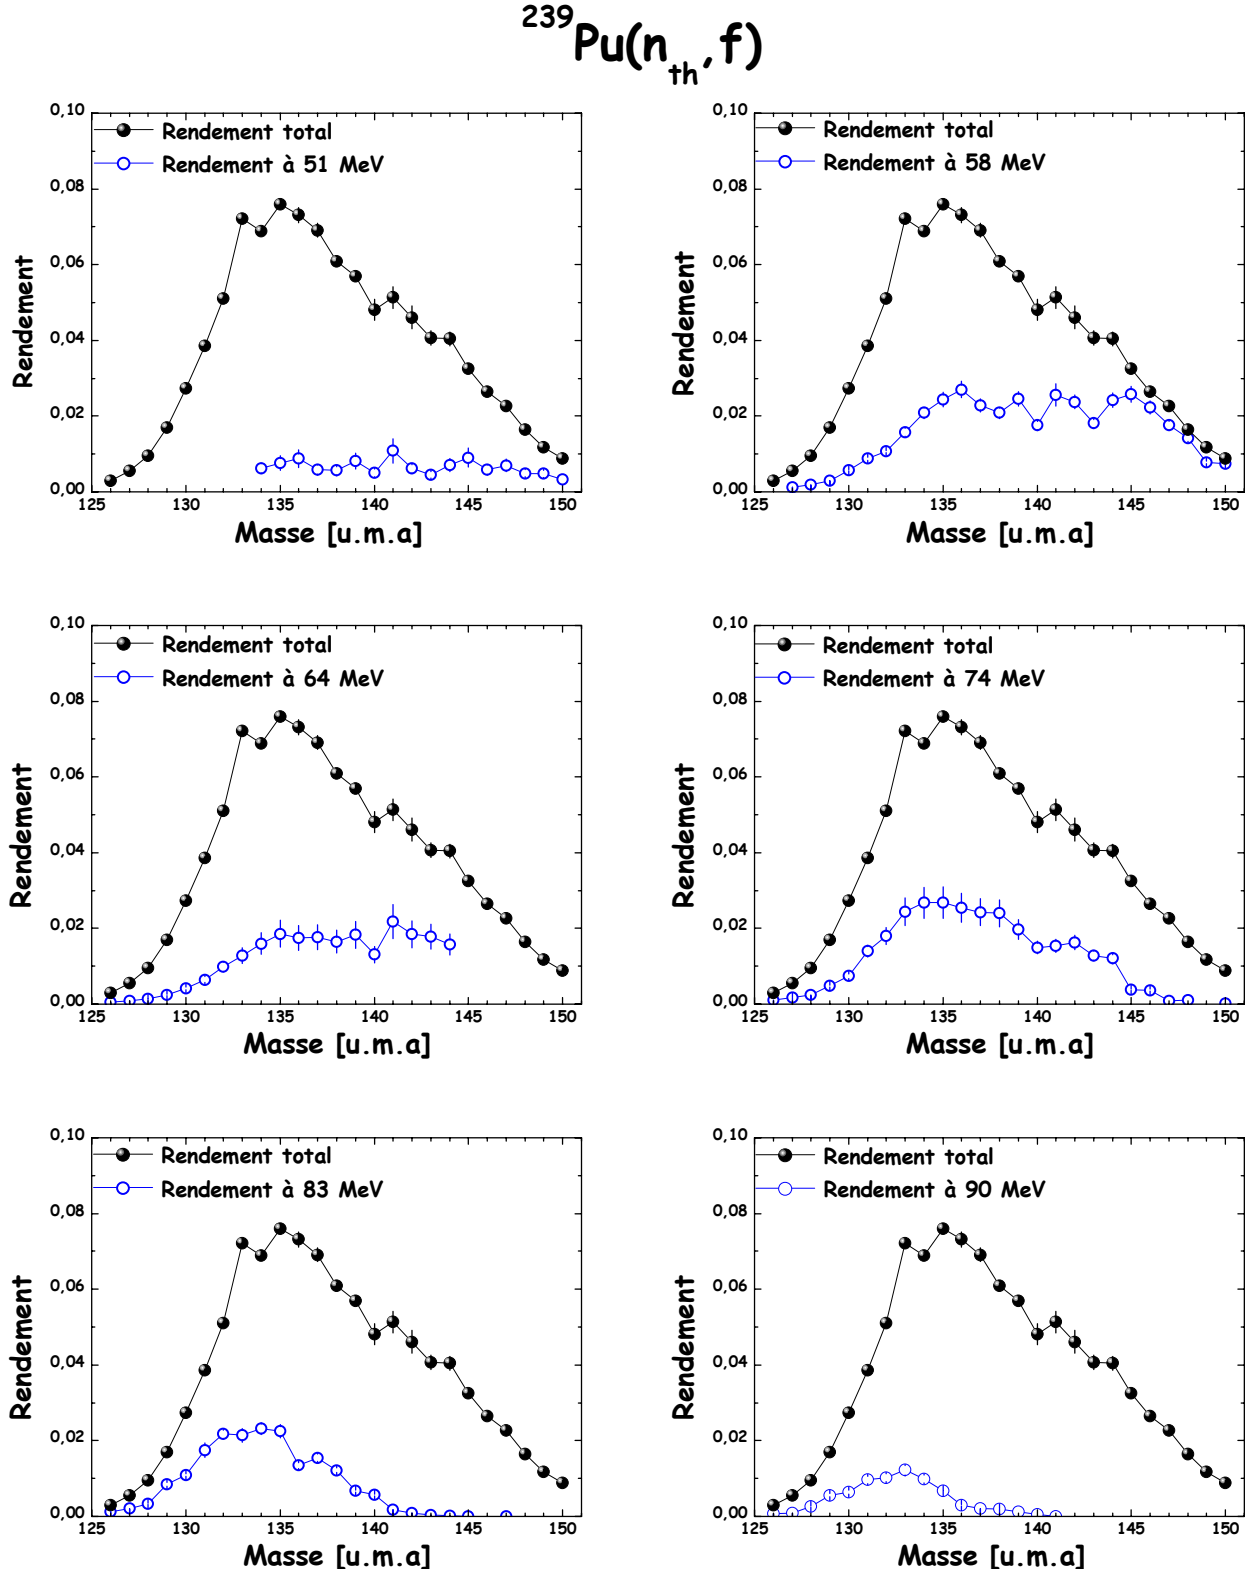 239Pu(nth,f)
Rendement total
Rendement à 51 MeV
0,10
0,08
0,06
0,04
0,02
0,00
Rendement
125 130 135 140 145 150
Masse [u.m.a]
Rendement total
Rendement à 58 MeV
0,10
0,08
0,06
0,04
0,02
0,00
Rendement
125 130 135 140 145 150
Masse [u.m.a]
Rendement total
Rendement à 64 MeV
0,10
0,08
0,06
0,04
0,02
0,00
Rendement
125 130 135 140 145 150
Masse [u.m.a]
Rendement total
Rendement à 74 MeV
0,10
0,08
0,06
0,04
0,02
0,00
Rendement
125 130 135 140 145 150
Masse [u.m.a]
Rendement total
Rendement à 83 MeV
0,10
0,08
0,06
0,04
0,02
0,00
Rendement
125 130 135 140 145 150
Masse [u.m.a]
Rendement total
Rendement à 90 MeV
0,10
0,08
0,06
0,04
0,02
0,00
Rendement
125 130 135 140 145 150
Masse [u.m.a]